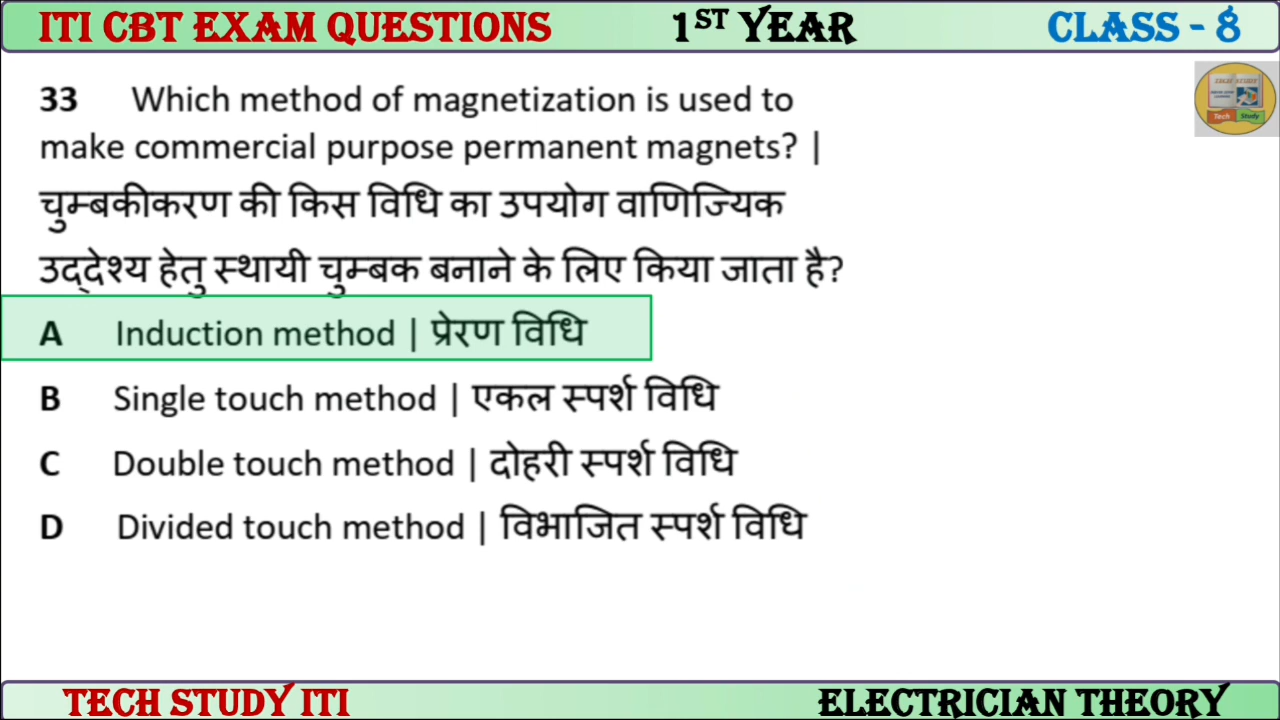 ITI CBT EXAM QUESTIONS 1ST YEAR CLASS - 8
33 Which method of magnetization is used to
make commercial purpose permanent magnets? |
चुम्बकीकरण की किस विधि का उपयोग वाणिज्यिक
उद्देश्य हेतु स्थायी चुम्बक बनाने के लिए किया जाता है?
A Induction method | प्रेरण विधि
B Single touch method | एकल स्पर्श विधि
C Double touch method | दोहरी स्पर्श विधि
D Divided touch method | विभाजित स्पर्श विधि
Tech Study
TECH STUDY ITI ELECTRICIAN THEORY